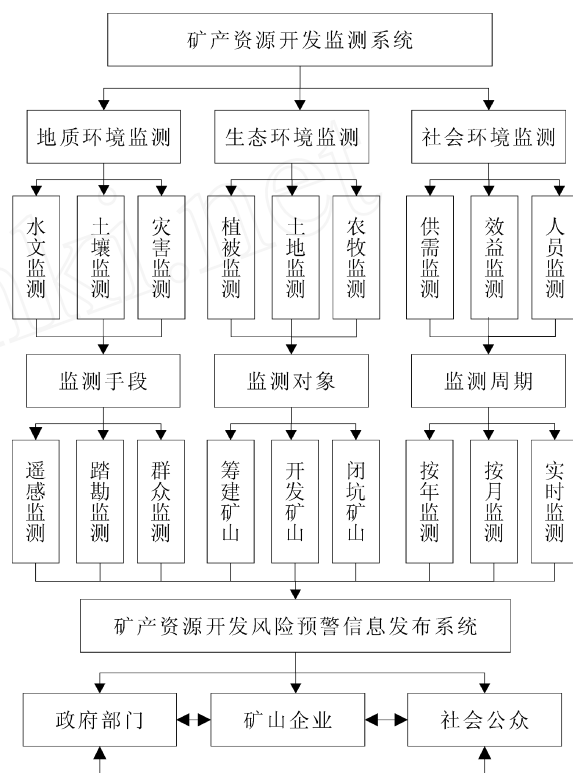 矿产资源开发监测系统
地质环境监测
生态环境监测
社会环境监测
水文监测
土壤监测
灾害监测
植被监测
土地监测
农牧监测
供需监测
效益监测
人员监测
监测手段
监测对象
监测周期
遥感监测
踏勘监测
群众监测
筹建矿山
开发矿山
闭坑矿山
按年监测
按月监测
实时监测
矿产资源开发风险预警信息发布系统
政府部门
矿山企业
社会公众